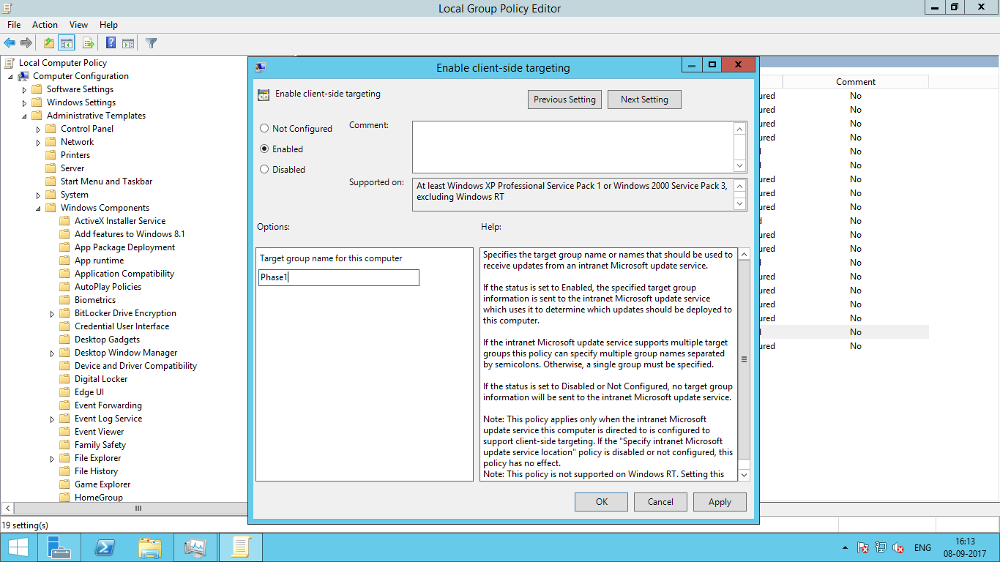 Local Group Policy Editor
File Action View Help
Local Computer Policy
Computer Configuration
Software Settings
Windows Settings
Administrative Templates
Control Panel
Network
Printers
Server
Start Menu and Taskbar
System
Windows Components
ActiveX Installer Service
Add features to Windows 8.1
App Package Deployment
App runtime
Application Compatibility
AutoPlay Policies
Biometrics
BitLocker Drive Encryption
Credential User Interface
Desktop Gadgets
Desktop Window Manager
Device and Driver Compatibility
Digital Locker
Edge UI
Event Forwarding
Event Log Service
Event Viewer
Family Safety
File Explorer
File History
Game Explorer
HomeGroup
Enable client-side targeting
Enable client-side targeting
Previous Setting
Next Setting
Not Configured
Enabled
Disabled
Comment:
Supported on:
At least Windows XP Professional Service Pack 1 or Windows 2000 Service Pack 3,
excluding Windows RT
Options:
Help:
Target group name for this computer
Phase1
Specifies the target group name or names that should be used to
receive updates from an intranet Microsoft update service.
If the status is set to Enabled, the specified target group
information is sent to the intranet Microsoft update service
which uses it to determine which updates should be deployed to
this computer.
If the intranet Microsoft update service supports multiple target
groups this policy can specify multiple group names separated
by semicolons. Otherwise, a single group must be specified.
If the status is set to Disabled or Not Configured, no target group
information will be sent to the intranet Microsoft update service.
Note: This policy applies only when the intranet Microsoft
update service this computer is directed to is configured to
support client-side targeting. If the "Specify intranet Microsoft
update service location" policy is disabled or not configured, this
policy has no effect.
Note: This policy is not supported on Windows RT. Setting this
OK
Cancel
Apply
Comment
ured No
ured No
ured No
ured No
No
No
ured No
ured No
ured No
d No
ured No
ured No
No
ured No
ured No
ured No
ured No
No
ured No
19 setting(s)
ENG
16:13
08-09-2017